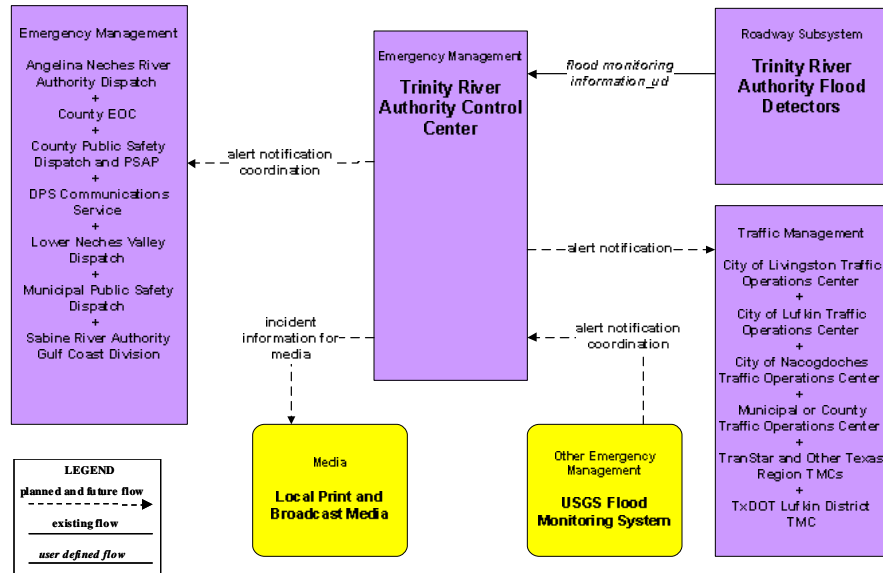 Emergency Management
Angelina Neches River
Authority Dispatch
+
County EOC
+
County Public Safety
Dispatch and PSAP
+
DPS Communications
Service
+
Lower Neches Valley
Dispatch
+
Municipal Public Safety
Dispatch
+
Sabine River Authority
Gulf Coast Division
alert notification
coordination
Emergency Management
Trinity River
Authority Control
Center
flood monitoring
information_ud
Roadway Subsystem
Trinity River
Authority Flood
Detectors
alert notification
Traffic Management
City of Livingston Traffic
Operations Center
+
City of Lufkin Traffic
Operations Center
+
City of Nacogdoches
Traffic Operations Center
+
Municipal or County
Traffic Operations Center
+
TranStar and Other Texas
Region TMCs
+
TxDOT Lufkin District
TMC
incident
information for
media
alert notification
coordination
Media
Local Print and
Broadcast Media
Other Emergency
Management
USGS Flood
Monitoring System
LEGEND
planned and future flow
existing flow
user defined flow